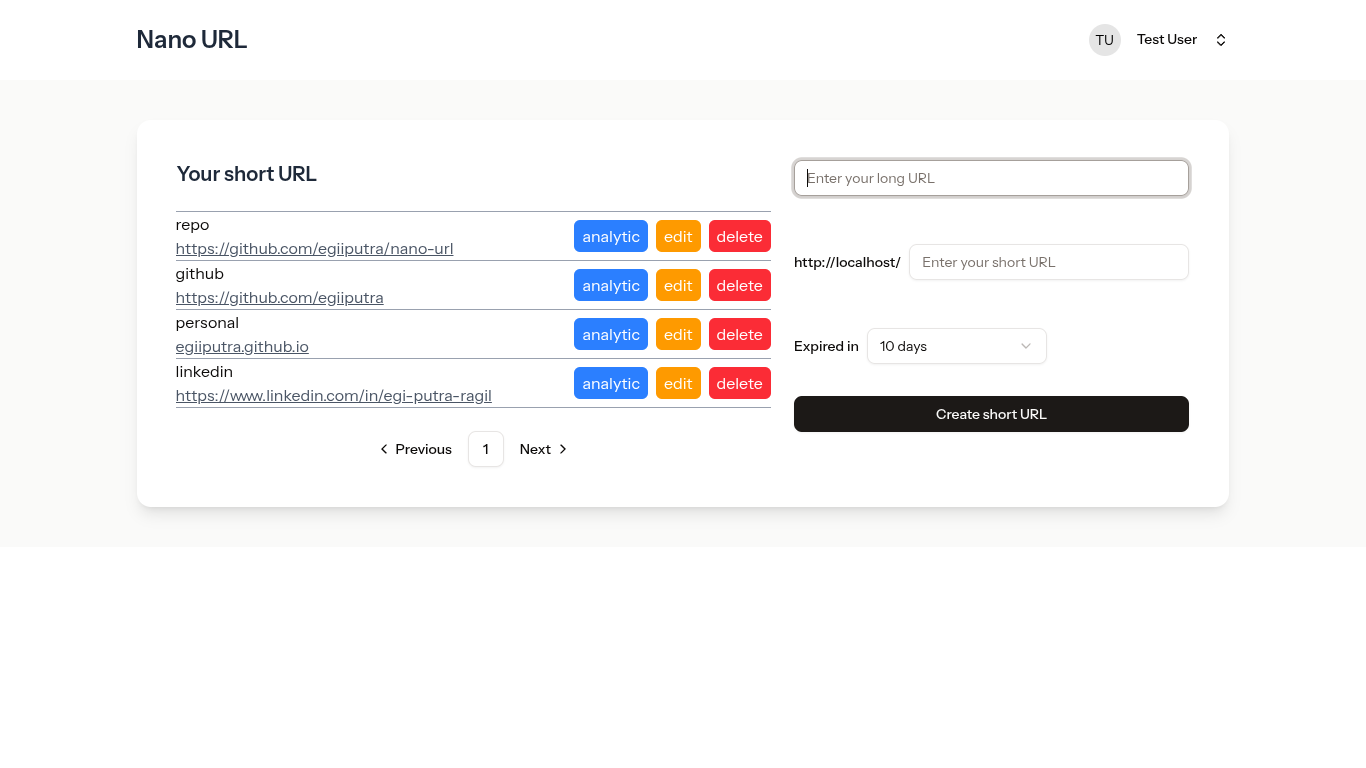 Nano URL
TU Test User
Your short URL
repo
https://github.com/egiiputra/nano-url
analytic edit delete
github
https://github.com/egiiputra
analytic edit delete
personal
egiiputra.github.io
analytic edit delete
linkedin
https://www.linkedin.com/in/egi-putra-ragil
analytic edit delete
Previous 1 Next
Enter your long URL
http://localhost/ Enter your short URL
Expired in 10 days
Create short URL